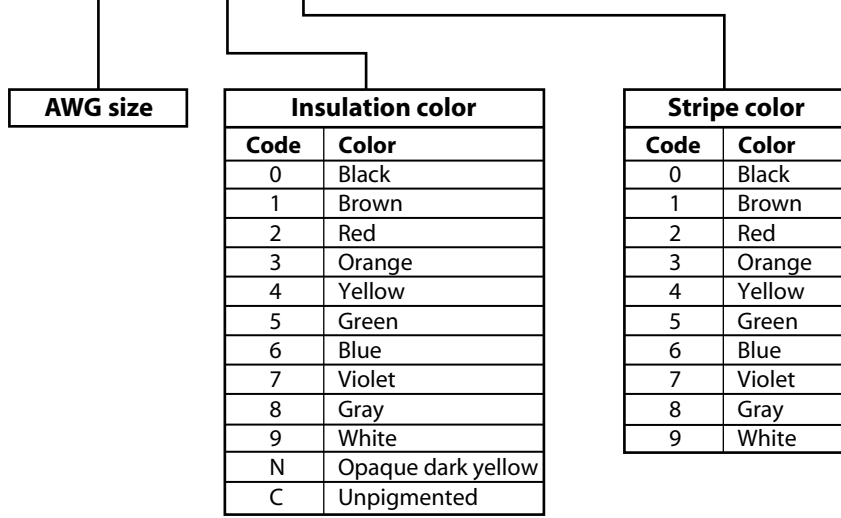 AWG size
Insulation color
Code Color
0 Black
1 Brown
2 Red
3 Orange
4 Yellow
5 Green
6 Blue
7 Violet
8 Gray
9 White
N Opaque dark yellow
C Unpigmented
Stripe color
Code Color
0 Black
1 Brown
2 Red
3 Orange
4 Yellow
5 Green
6 Blue
7 Violet
8 Gray
9 White